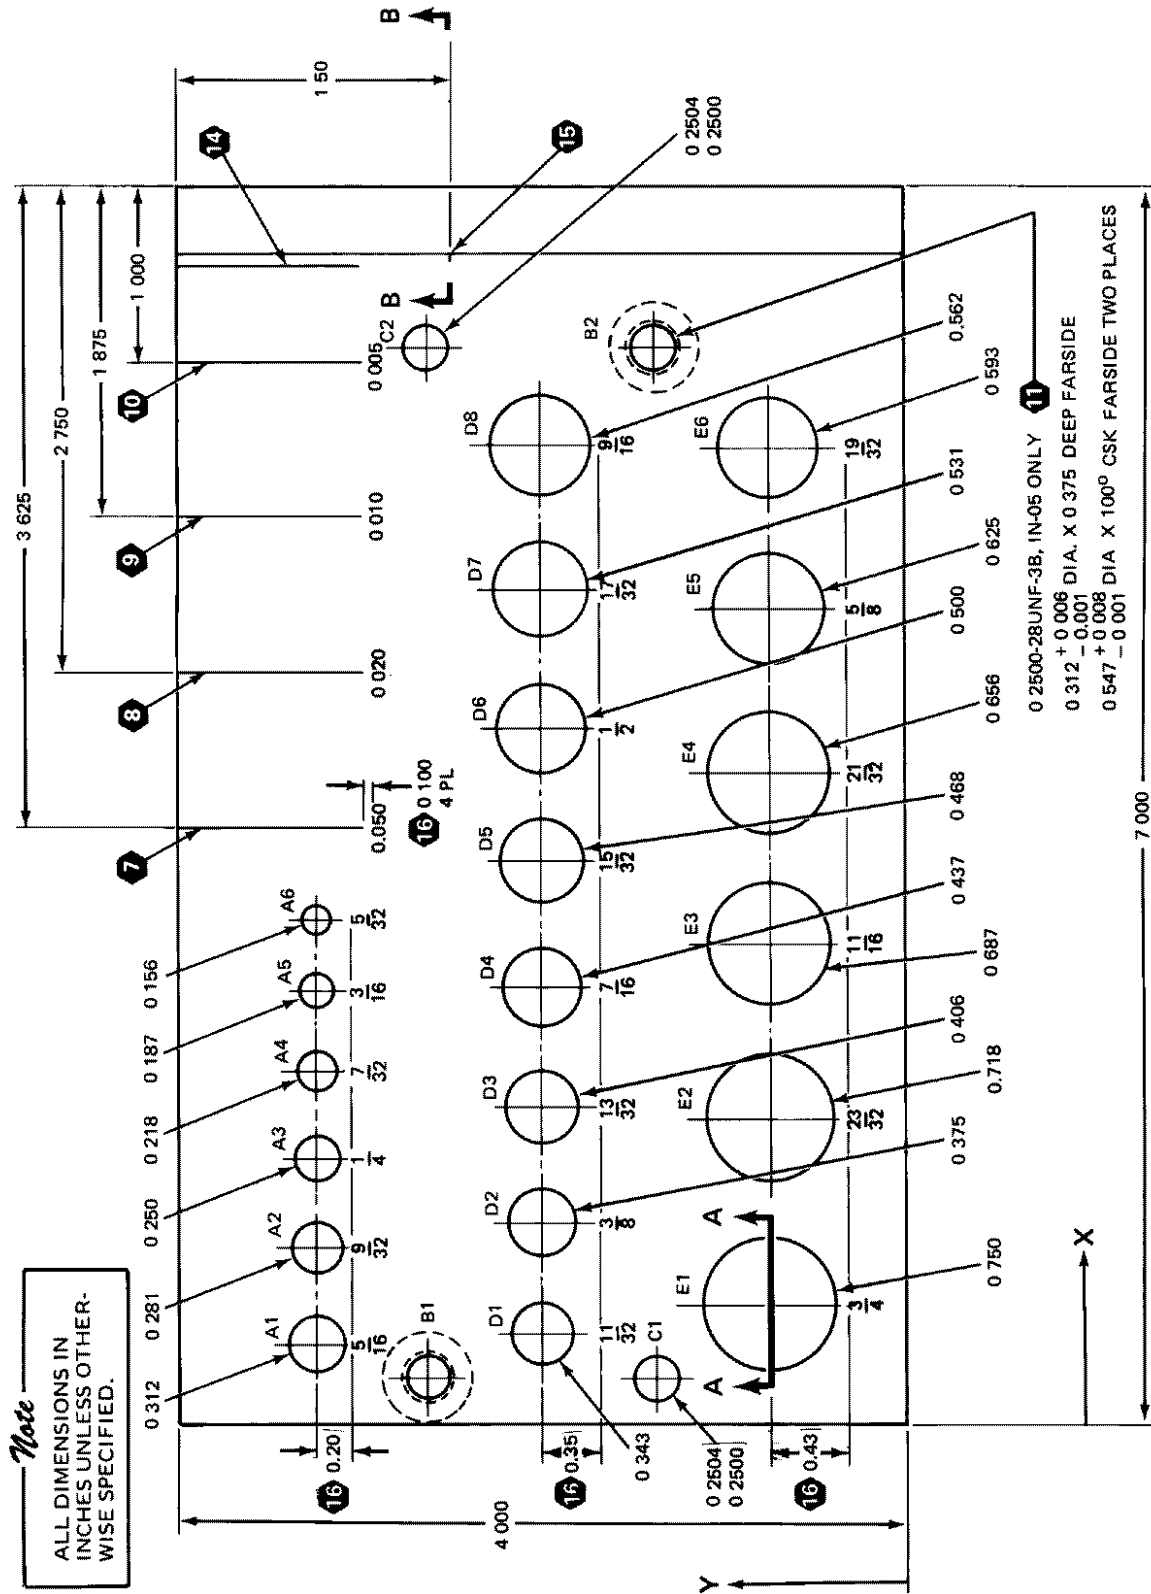 Note
ALL DIMENSIONS IN
INCHES UNLESS OTHER-
WISE SPECIFIED.
3 625
2 750
1 875
1 000
7
8
9
10
14
1 50
B
B
0 312
0 281
0 250
0 218
0 187
0 156
A1
A2
A3
A4
A5
A6
5/16
9/32
1/4
7/32
3/16
5/32
16 0.20
0.050
0 020
0 010
0 005
16 0 100
4 PL
B1
C2
15
0 2504
0 2500
4 000
D1
D2
D3
D4
D5
D6
D7
D8
11/32
3/8
13/32
7/16
15/32
1/2
17/32
9/16
16 0.35
0 343
B2
C1
0 2504
0 2500
E1
E2
E3
E4
E5
E6
A
A
3/4
23/32
11/16
21/32
5/8
19/32
16 0.43
0 375
0 406
0 437
0 468
0 500
0 531
0.562
0 750
0.718
0 687
0 656
0 625
0 593
0 2500-28UNF-3B, IN-05 ONLY 11
0 312 + 0 006 – 0.001 DIA. X 0 375 DEEP FARSIDE
0 547 + 0 008 – 0 001 DIA X 100° CSK FARSIDE TWO PLACES
Y
X
7 000